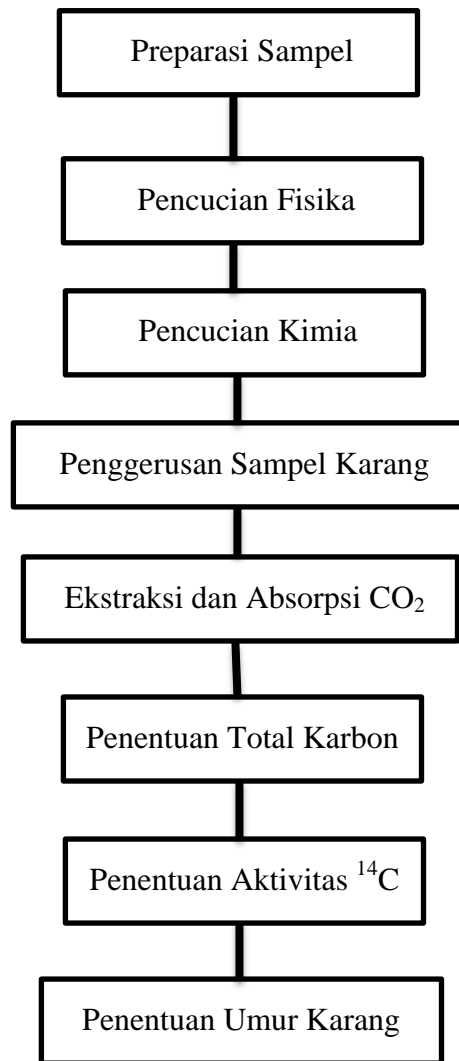 Preparasi Sampel
Pencucian Fisika
Pencucian Kimia
Penggerusan Sampel Karang
Ekstraksi dan Absorpsi CO₂
Penentuan Total Karbon
Penentuan Aktivitas ¹⁴C
Penentuan Umur Karang